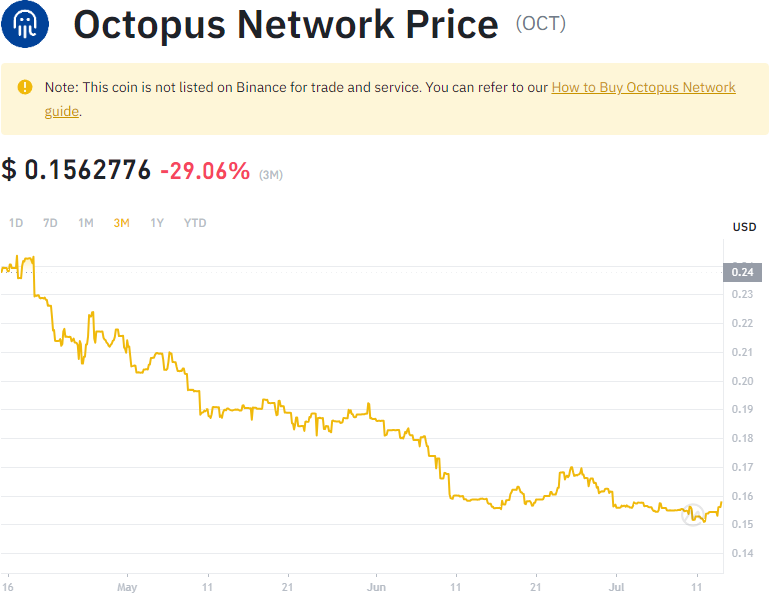 Octopus Network Price (OCT)
Note: This coin is not listed on Binance for trade and service. You can refer to our How to Buy Octopus Network
guide.
$ 0.1562776 -29.06% (3M)
1D 7D 1M 3M 1Y YTD
USD
0.24
0.23
0.22
0.21
0.20
0.19
0.18
0.17
0.16
0.15
0.14
16 May 11 21 Jun 11 21 Jul 11